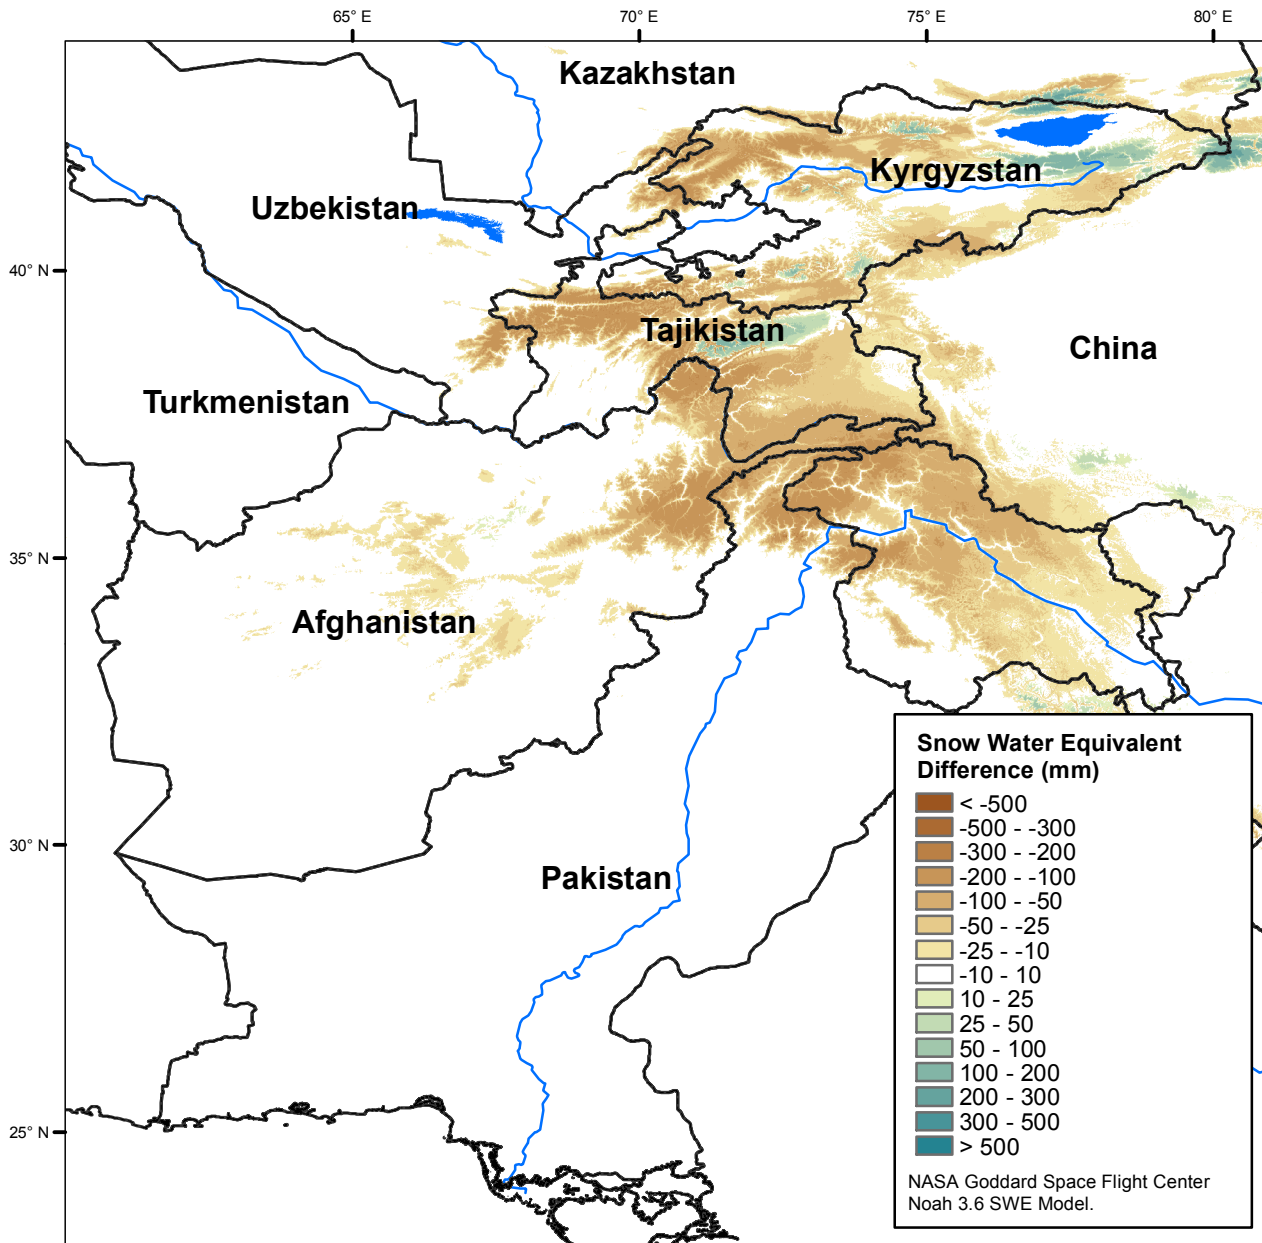 65° E
70° E
75° E
80° E
Kazakhstan
Kyrgyzstan
Uzbekistan
40° N
Tajikistan
China
Turkmenistan
35° N
Afghanistan
Snow Water Equivalent
Difference (mm)
< -500
-500 - -300
-300 - -200
-200 - -100
-100 - -50
-50 - -25
-25 - -10
-10 - 10
10 - 25
25 - 50
50 - 100
100 - 200
200 - 300
300 - 500
> 500
NASA Goddard Space Flight Center
Noah 3.6 SWE Model.
30° N
Pakistan
25° N